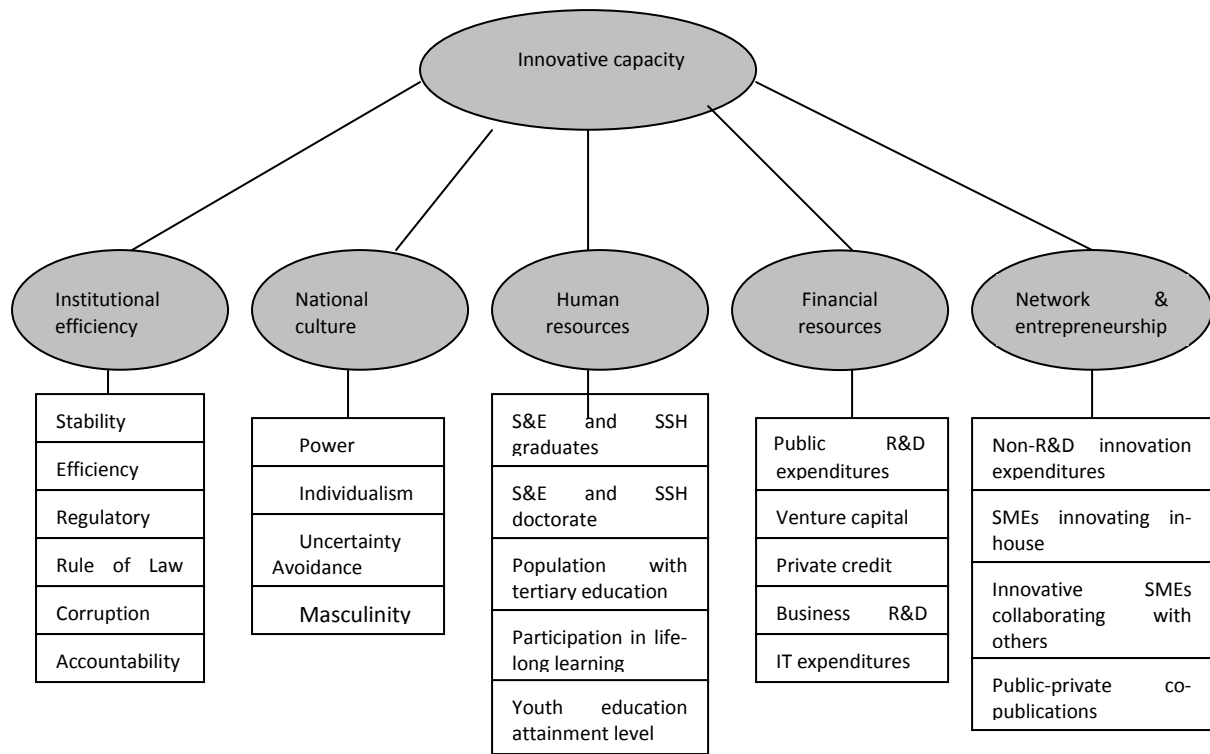 Innovative capacity
Institutional
efficiency
National
culture
Human
resources
Financial
resources
Network &
entrepreneurship
Stability
Efficiency
Regulatory
Rule of Law
Corruption
Accountability
Power
Individualism
Uncertainty
Avoidance
Masculinity
S&E and SSH
graduates
S&E and SSH
doctorate
Population with
tertiary education
Participation in life-
long learning
Youth education
attainment level
Public R&D
expenditures
Venture capital
Private credit
Business R&D
IT expenditures
Non-R&D innovation
expenditures
SMEs innovating in-
house
Innovative SMEs
collaborating with
others
Public-private co-
publications